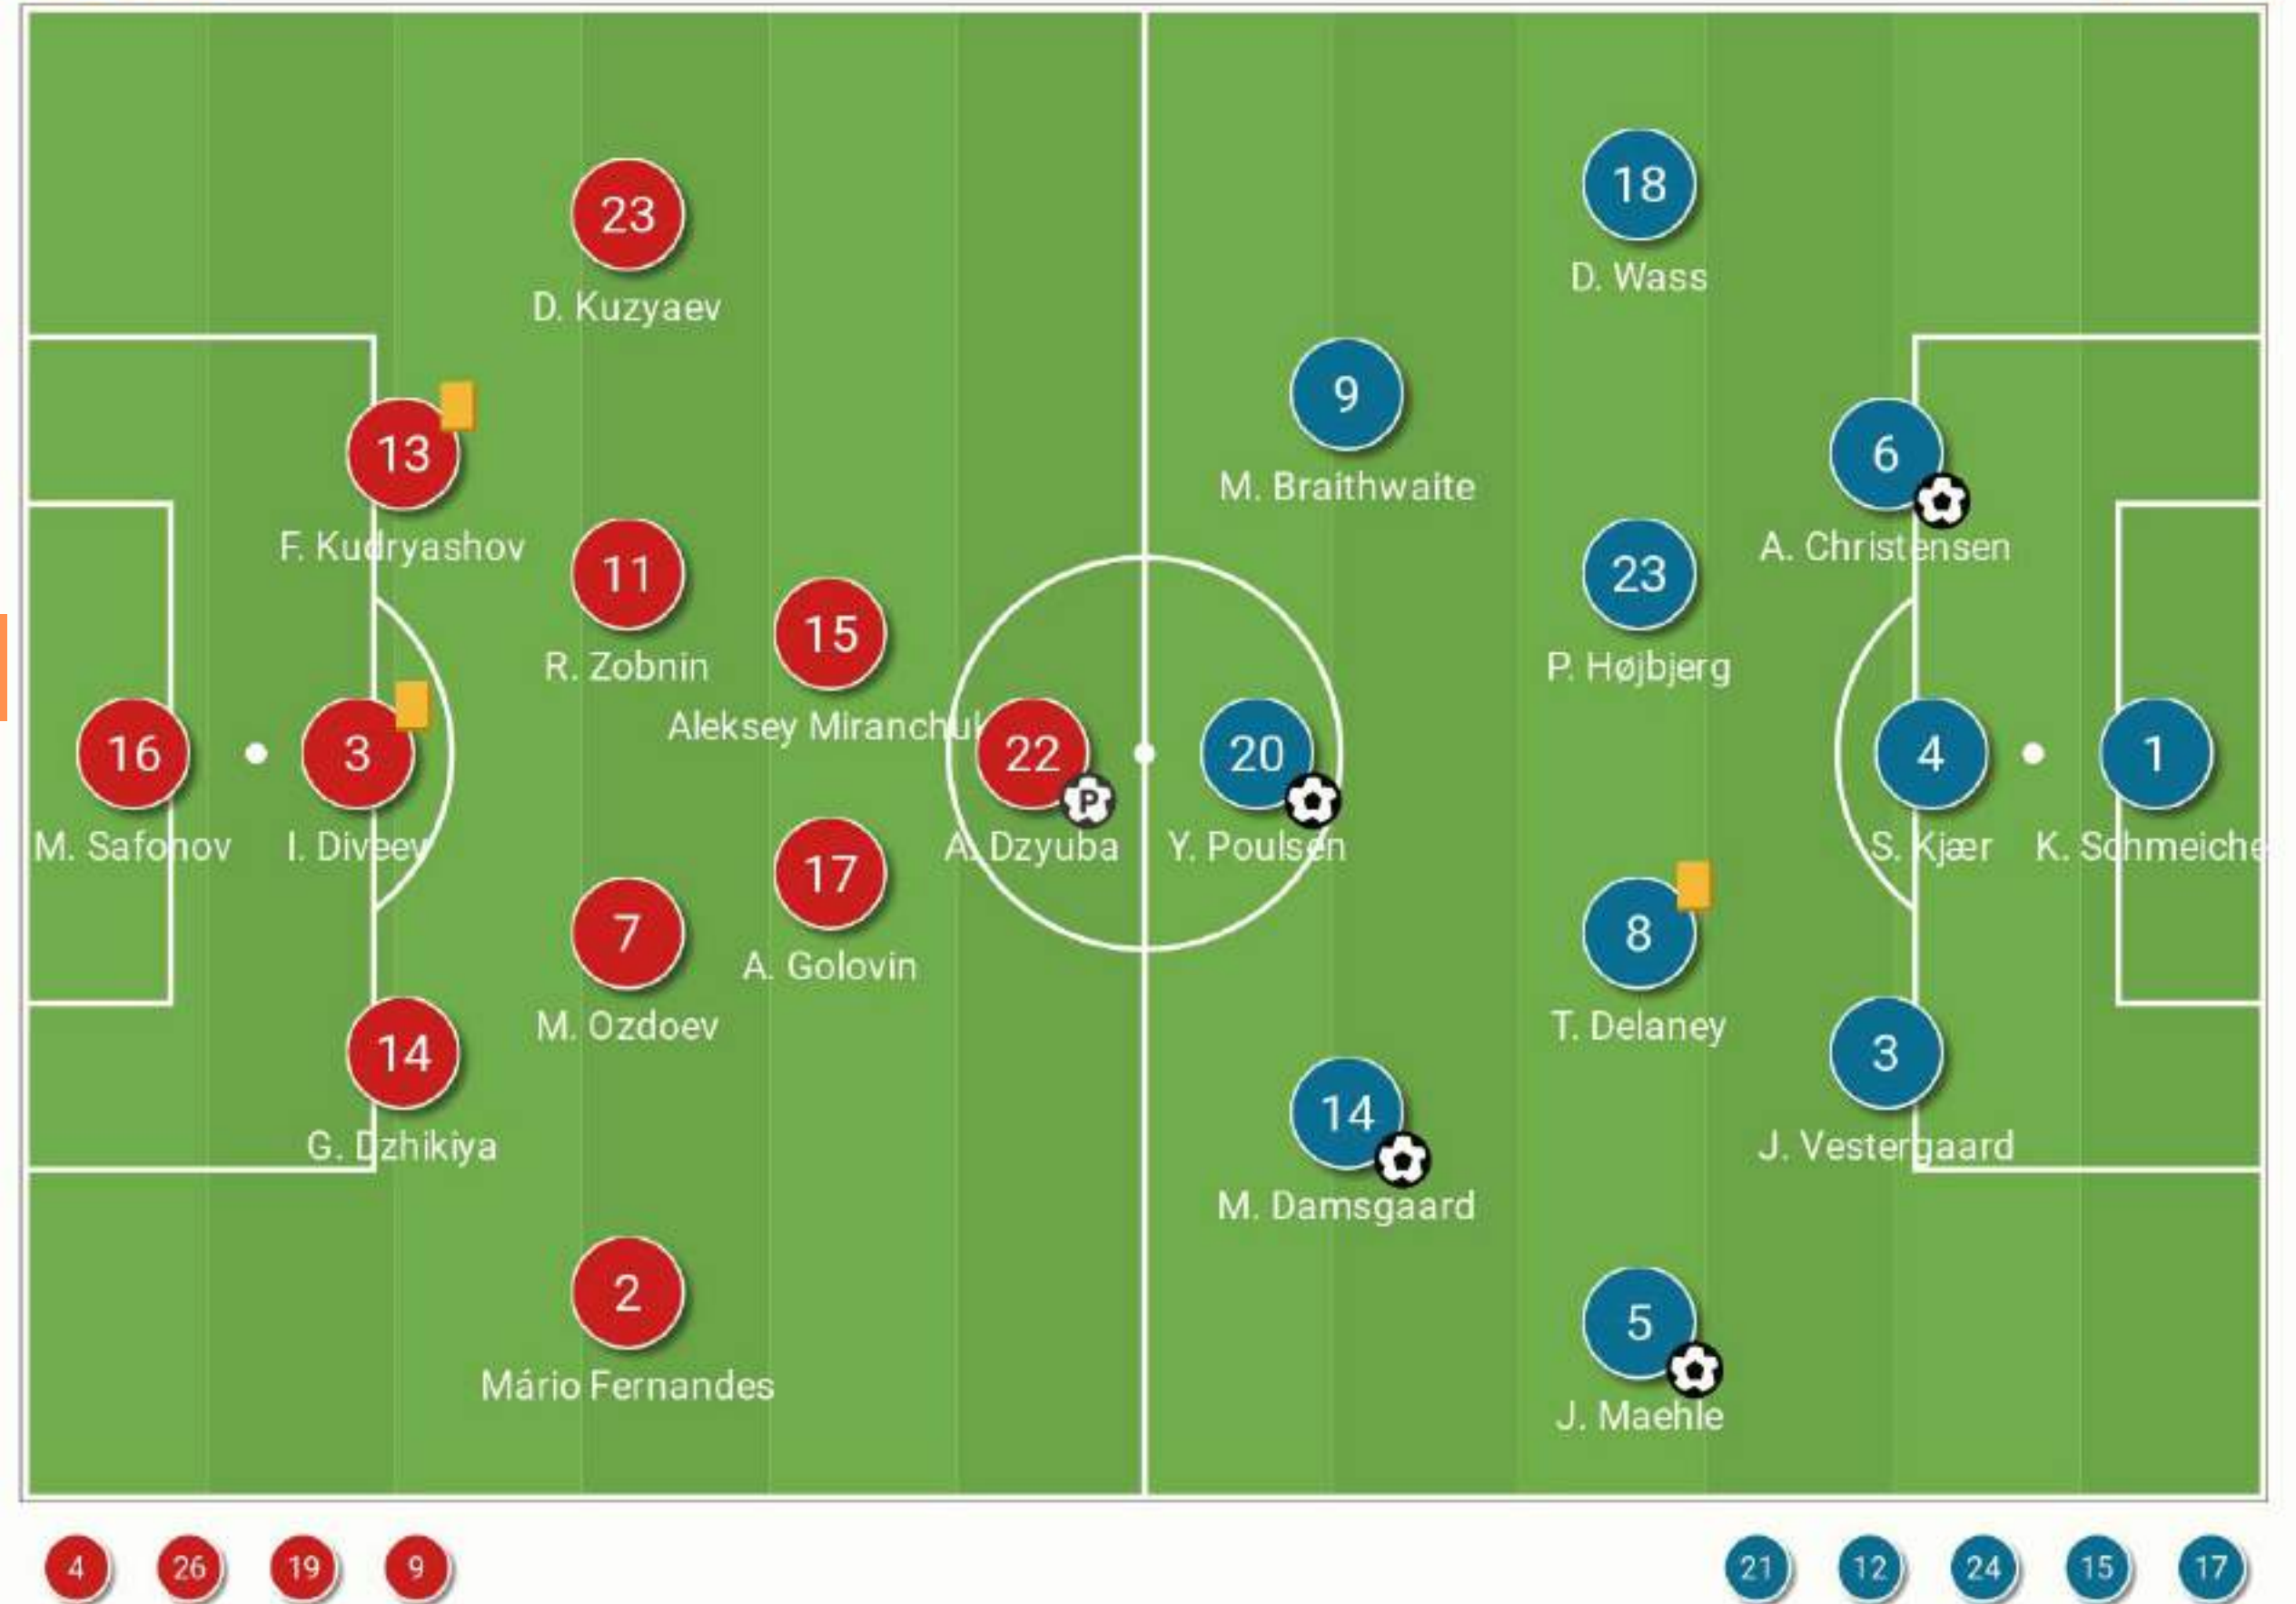 18
D. Wass
23
D. Kuzyaev
9
M. Braithwaite
13
F. Kudryashov
6
A. Christensen
11
R. Zobnin
23
P. Højbjerg
15
Aleksey Miranchuk
16
M. Safonov
3
I. Diveev
22
P
A. Dzyuba
20
Y. Poulsen
4
S. Kjær
1
K. Schmeiche
17
A. Golovin
7
M. Ozdoev
8
T. Delaney
14
G. Dzhikiya
3
J. Vestergaard
14
M. Damsgaard
2
Mário Fernandes
5
J. Maehle
4 26 19 9 21 12 24 15 17